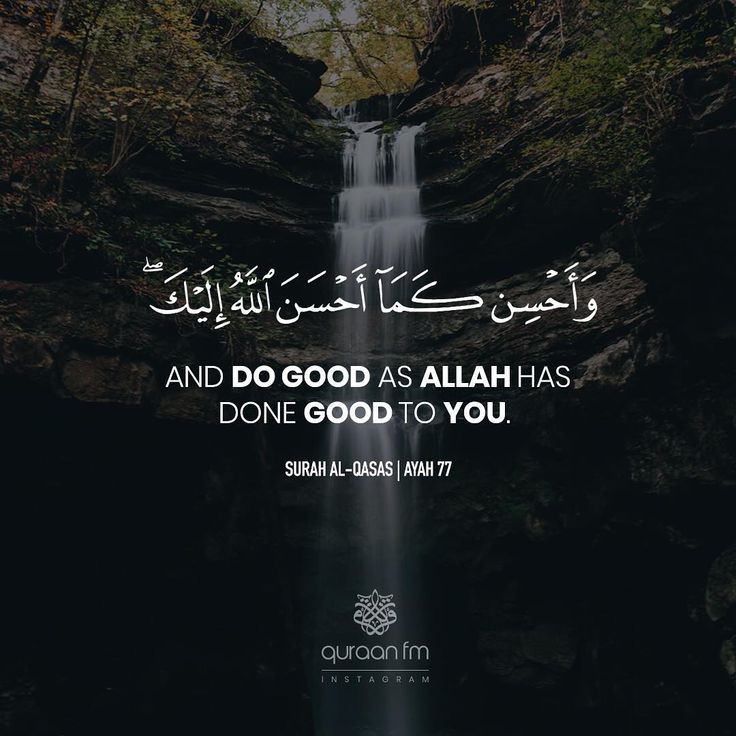 وَأَحْسِن كَمَآ أَحْسَنَ ٱللَّهُ إِلَيْكَ ۖ
AND DO GOOD AS ALLAH HAS
DONE GOOD TO YOU.
SURAH AL-QASAS | AYAH 77
quraan fm
INSTAGRAM